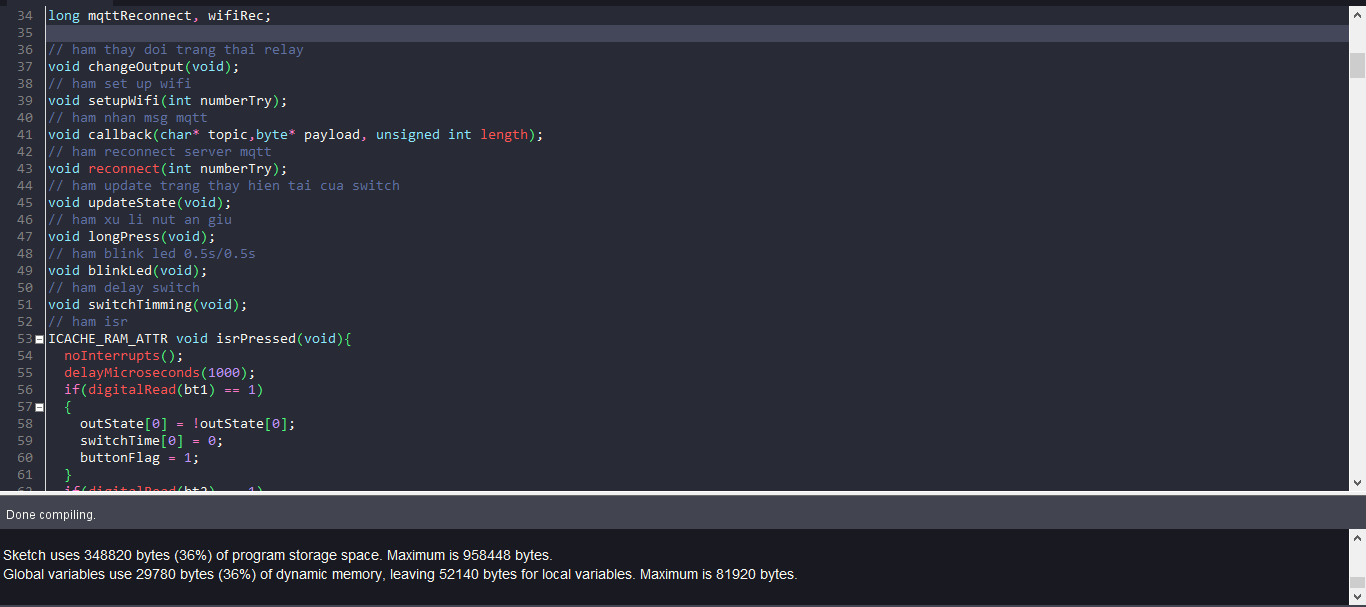 34 long mqttReconnect, wifiRec;
35
36 // ham thay doi trang thai relay
37 void changeOutput(void);
38 // ham set up wifi
39 void setupWifi(int numberTry);
40 // ham nhan msg mqtt
41 void callback(char* topic,byte* payload, unsigned int length);
42 // ham reconnect server mqtt
43 void reconnect(int numberTry);
44 // ham update trang thay hien tai cua switch
45 void updateState(void);
46 // ham xu li nut an giu
47 void longPress(void);
48 // ham blink led 0.5s/0.5s
49 void blinkLed(void);
50 // ham delay switch
51 void switchTimming(void);
52 // ham isr
53 ICACHE_RAM_ATTR void isrPressed(void){
54 noInterrupts();
55 delayMicroseconds(1000);
56 if(digitalRead(bt1) == 1)
57 {
58 outState[0] = !outState[0];
59 switchTime[0] = 0;
60 buttonFlag = 1;
61 }
62 if(digitalRead(bt2) == 1)
Done compiling.
Sketch uses 348820 bytes (36%) of program storage space. Maximum is 958448 bytes.
Global variables use 29780 bytes (36%) of dynamic memory, leaving 52140 bytes for local variables. Maximum is 81920 bytes.